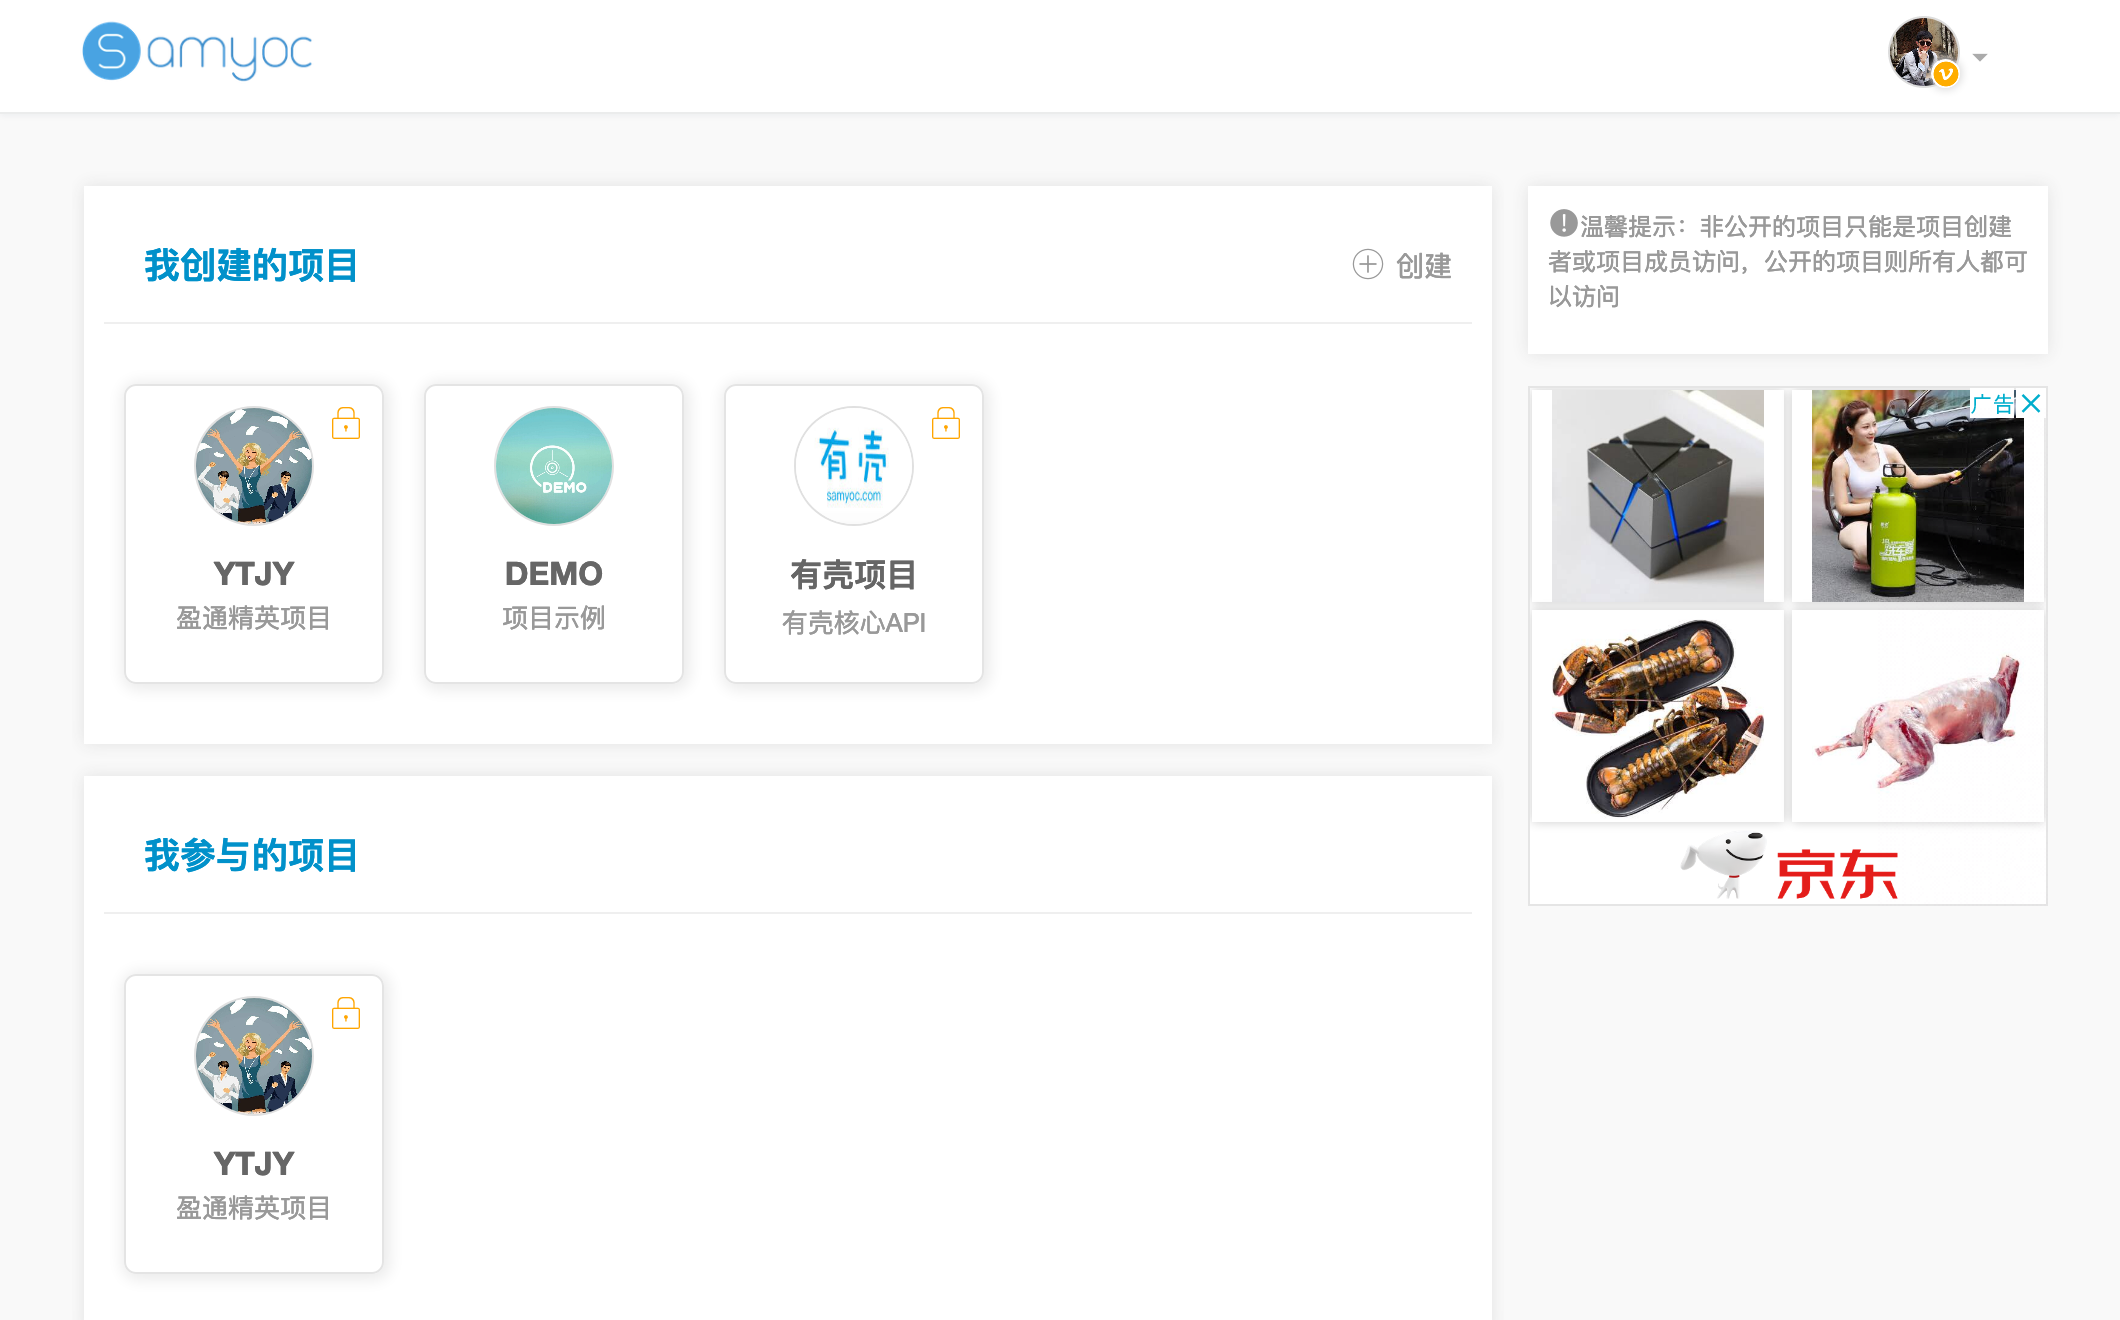 Samyoc
我创建的项目
创建
YTJY
盈通精英项目
DEMO
DEMO
项目示例
有壳
samyoc.com
有壳项目
有壳核心API
我参与的项目
YTJY
盈通精英项目
温馨提示：非公开的项目只能是项目创建
者或项目成员访问，公开的项目则所有人都可
以访问
广告
洗车器
京东